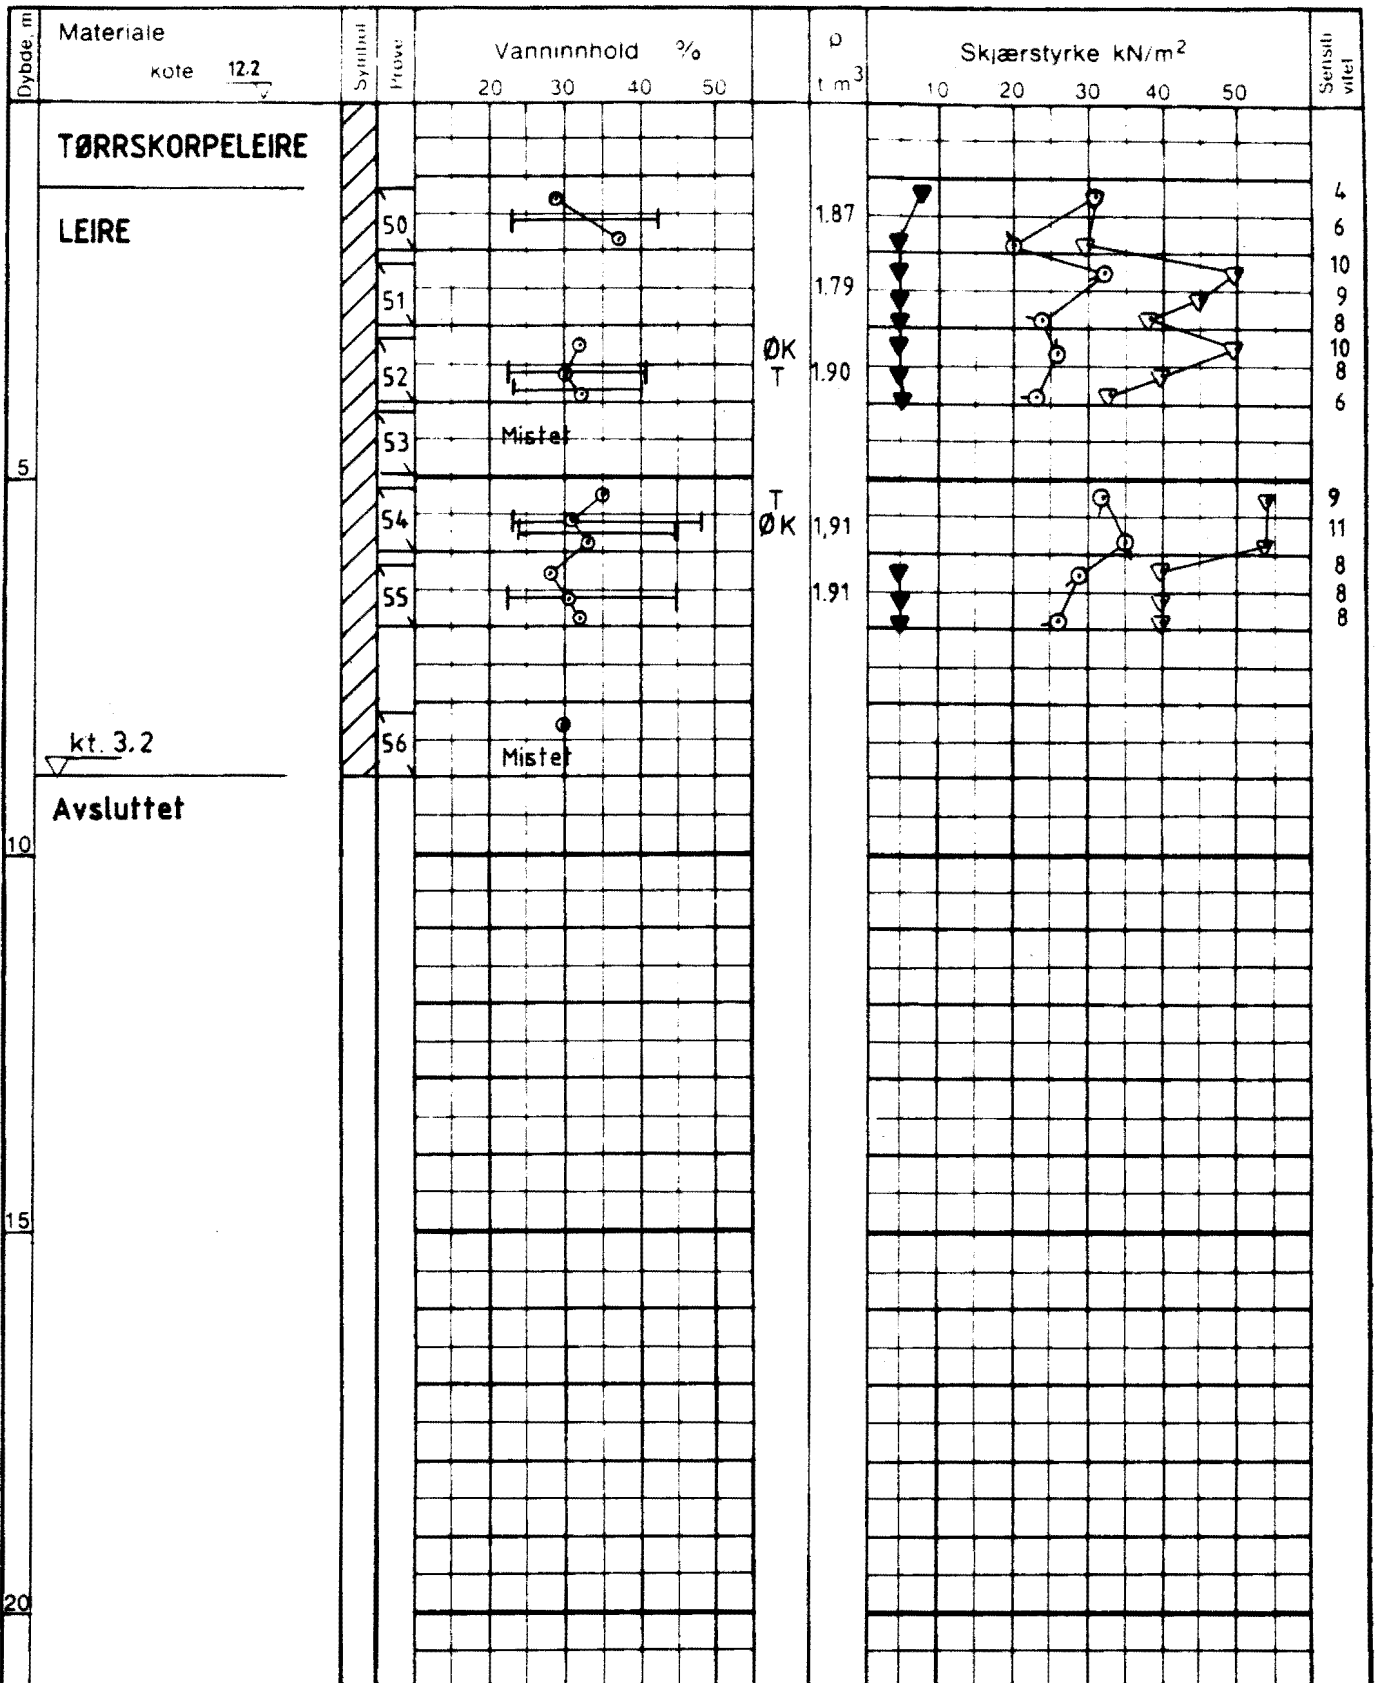 Dybde, m
Materiale
kote 12.2
Symbol
Prøve
Vanninnhold %
20 30 40 50
ρ
t m³
Skjærstyrke kN/m²
10 20 30 40 50
Sensiti
vitet
TØRRSKORPELEIRE
LEIRE
50
1.87
4
6
51
1.79
10
9
8
52
ØK
T
1.90
10
8
6
53
Mistet
5
54
T
ØK
1,91
9
11
55
1.91
8
8
8
56
Mistet
kt. 3.2
Avsluttet
10
15
20